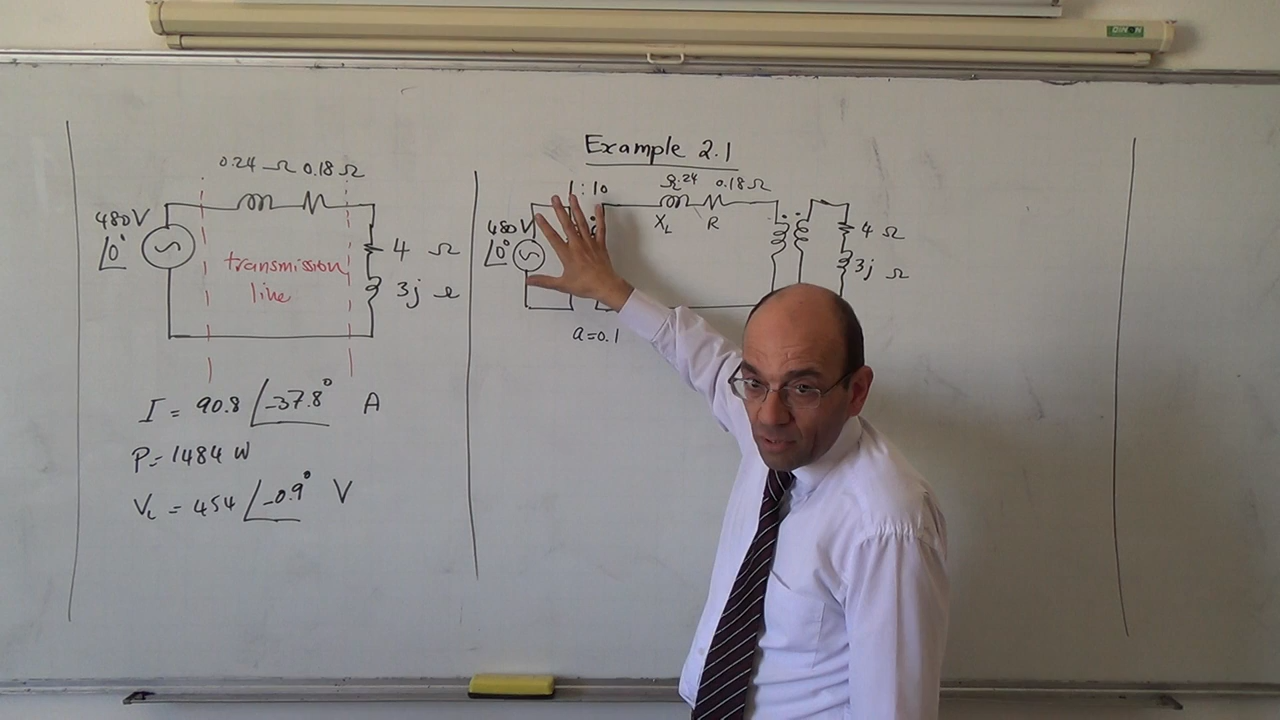 QINON
Example 2.1
0.24 Ω 0.18 Ω
480V
∠0°
transmission
line
4 Ω
3j Ω
I = 90.8 ∠-37.8° A
P = 1484 W
VL = 454 ∠-0.9° V
1:10
Ω.24 0.18 Ω
XL R
480V
∠0°
4 Ω
3j Ω
a=0.1